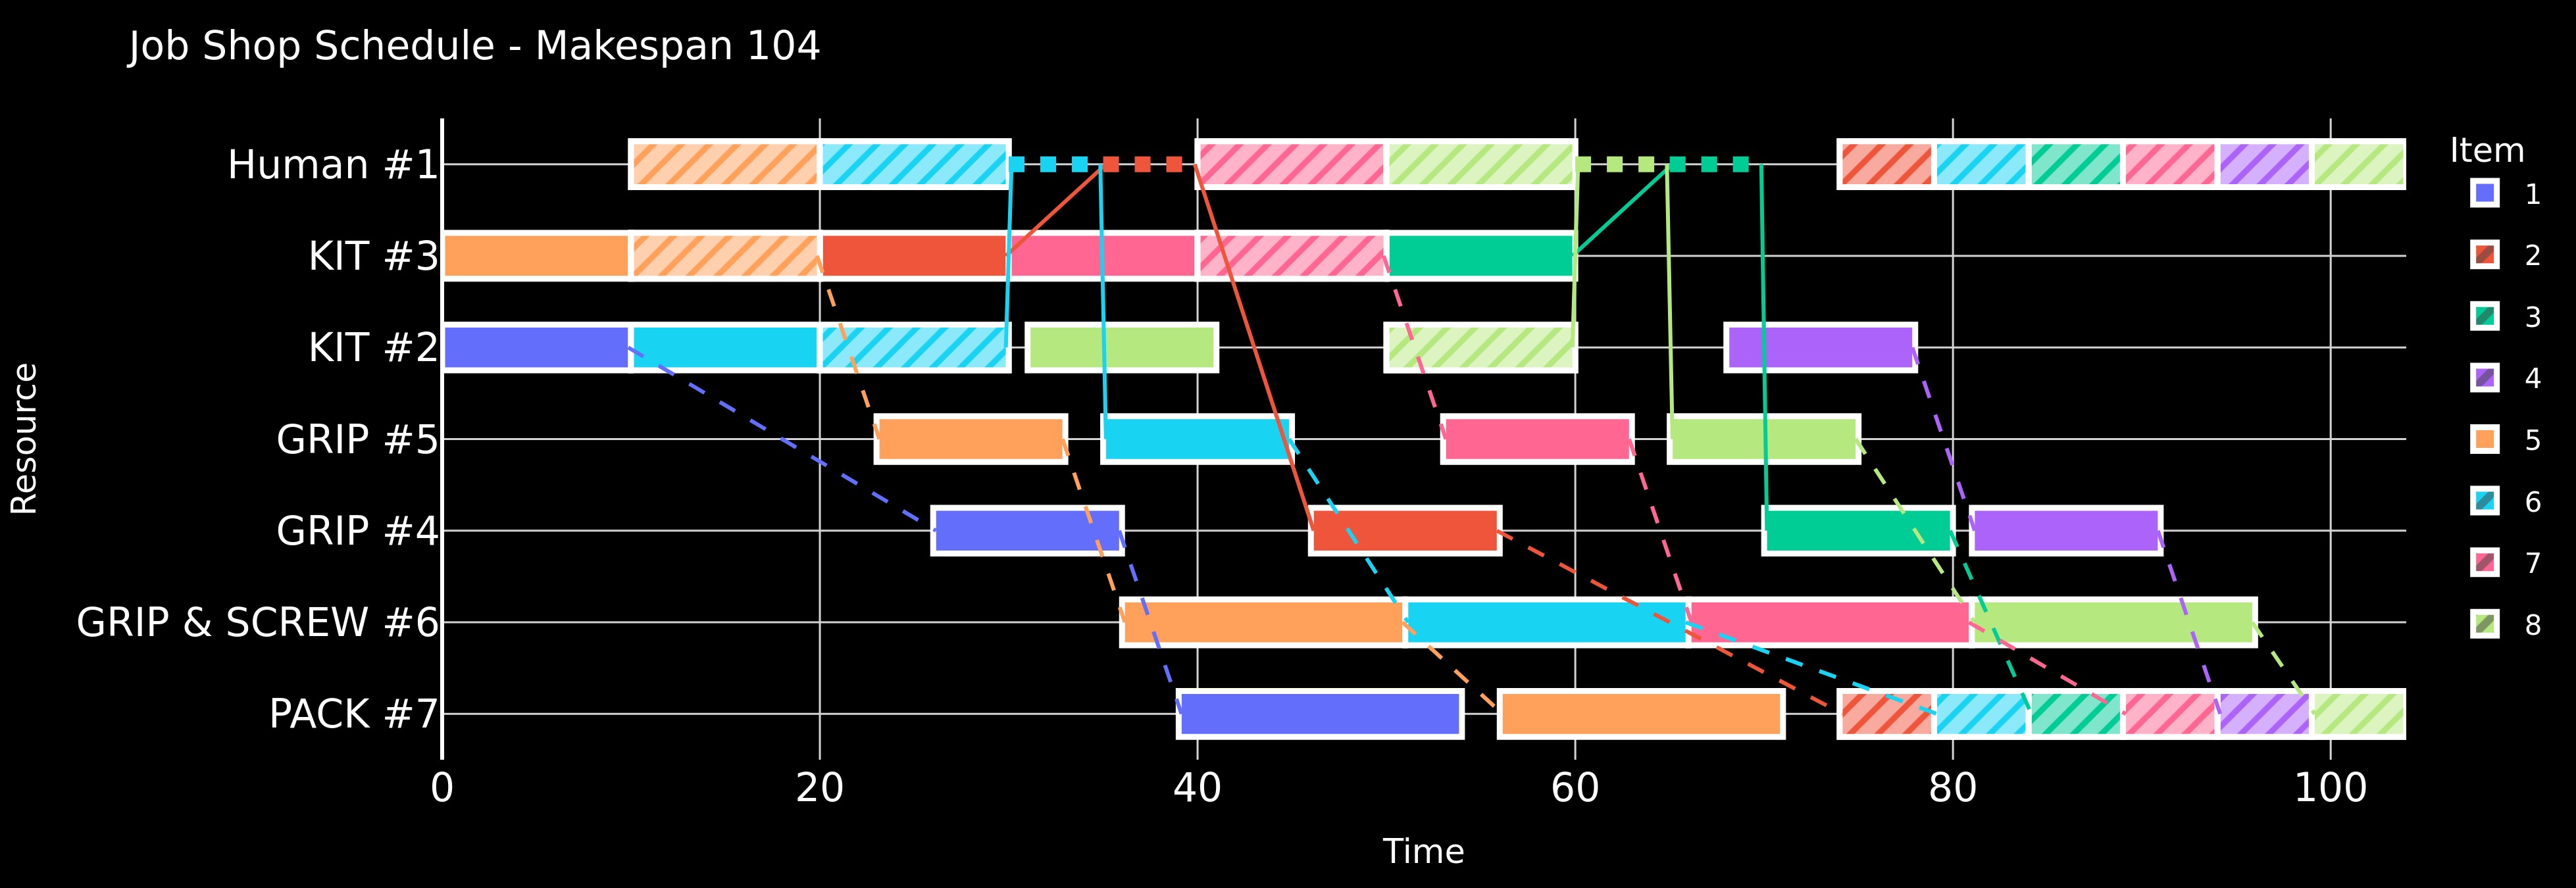 Job Shop Schedule - Makespan 104
Human #1
KIT #3
KIT #2
GRIP #5
GRIP #4
GRIP & SCREW #6
PACK #7
Resource
0 20 40 60 80 100
Time
Item
1
2
3
4
5
6
7
8